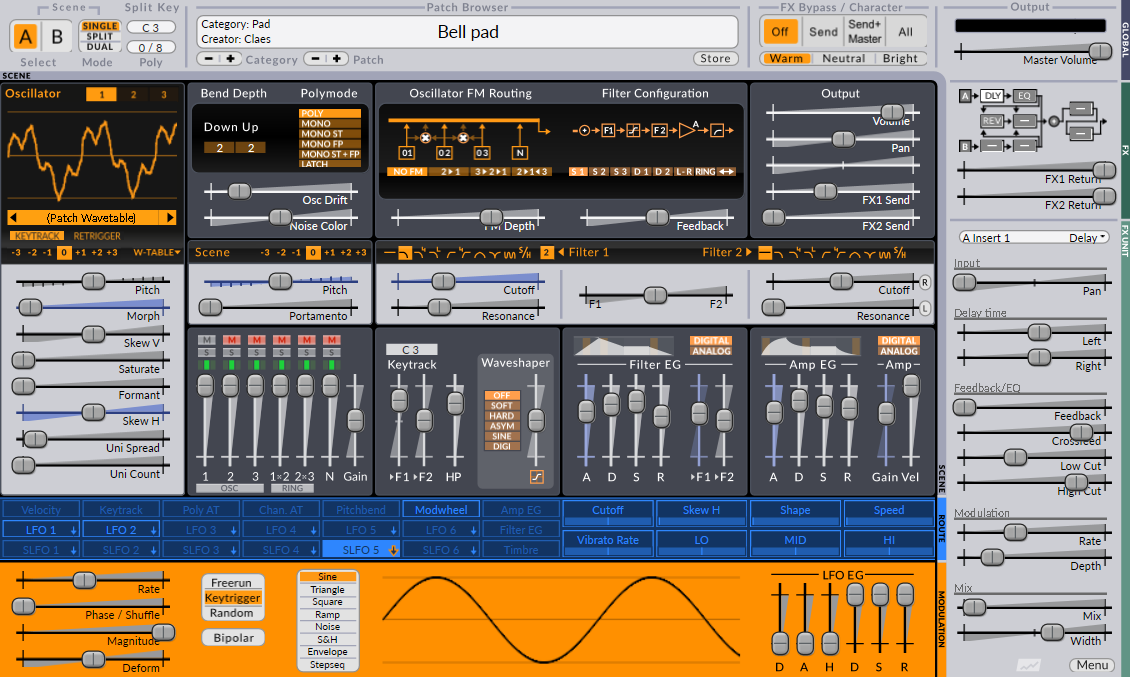 Scene
Split Key
Patch Browser
FX Bypass / Character
Output
A B
SINGLE
SPLIT
DUAL
C 3
0 / 8
Select
Mode
Poly
Category: Pad
Creator: Claes
Bell pad
− + Category − + Patch
Store
Off Send Send+ Master All
Warm Neutral Bright
Master Volume
GLOBAL
SCENE
Oscillator 1 2 3
(Patch Wavetable)
KEYTRACK RETRIGGER
-3 -2 -1 0 +1 +2 +3 W-TABLE
Pitch
Morph
Skew V
Saturate
Formant
Skew H
Uni Spread
Uni Count
Bend Depth
Polymode
Down Up
2 2
POLY
MONO
MONO ST
MONO FP
MONO ST+FP
LATCH
Osc Drift
Noise Color
Oscillator FM Routing
O1 O2 O3 N
NO FM 2▸1 3▸2▸1 2▸1◂3
FM Depth
Filter Configuration
F1 F2 A
S 1 S 2 S 3 D 1 D 2 L-R RING
Feedback
Output
Volume
Pan
FX1 Send
FX2 Send
Scene -3 -2 -1 0 +1 +2 +3
Pitch
Portamento
S/H 2 Filter 1
Filter 2
S/H
Cutoff
Resonance
F1 F2
Cutoff
Resonance
R
L
M M M M M M
S S S S S S
1 2 3 1×2 2×3 N Gain
OSC RING
C 3
Keytrack
▸F1 ▸F2 HP
Waveshaper
OFF
SOFT
HARD
ASYM
SINE
DIGI
DIGITAL
ANALOG
Filter EG
A D S R ▸F1 ▸F2
DIGITAL
ANALOG
Amp EG
Amp
A D S R Gain Vel
SCENE
Velocity Keytrack Poly AT Chan. AT Pitchbend Modwheel Amp EG
LFO 1 LFO 2 LFO 3 LFO 4 LFO 5 LFO 6 Filter EG
SLFO 1 SLFO 2 SLFO 3 SLFO 4 SLFO 5 SLFO 6 Timbre
Cutoff Skew H Shape Speed
Vibrato Rate LO MID HI
ROUTE
Rate
Phase / Shuffle
Magnitude
Deform
Freerun
Keytrigger
Random
Bipolar
Sine
Triangle
Square
Ramp
Noise
S&H
Envelope
Stepseq
LFO EG
D A H D S R
MODULATION
A DLY EQ
REV
B
FX1 Return
FX2 Return
FX
A Insert 1 Delay
FX UNIT
Input
Pan
Delay time
Left
Right
Feedback/EQ
Feedback
Crossfeed
Low Cut
High Cut
Modulation
Rate
Depth
Mix
Mix
Width
Menu